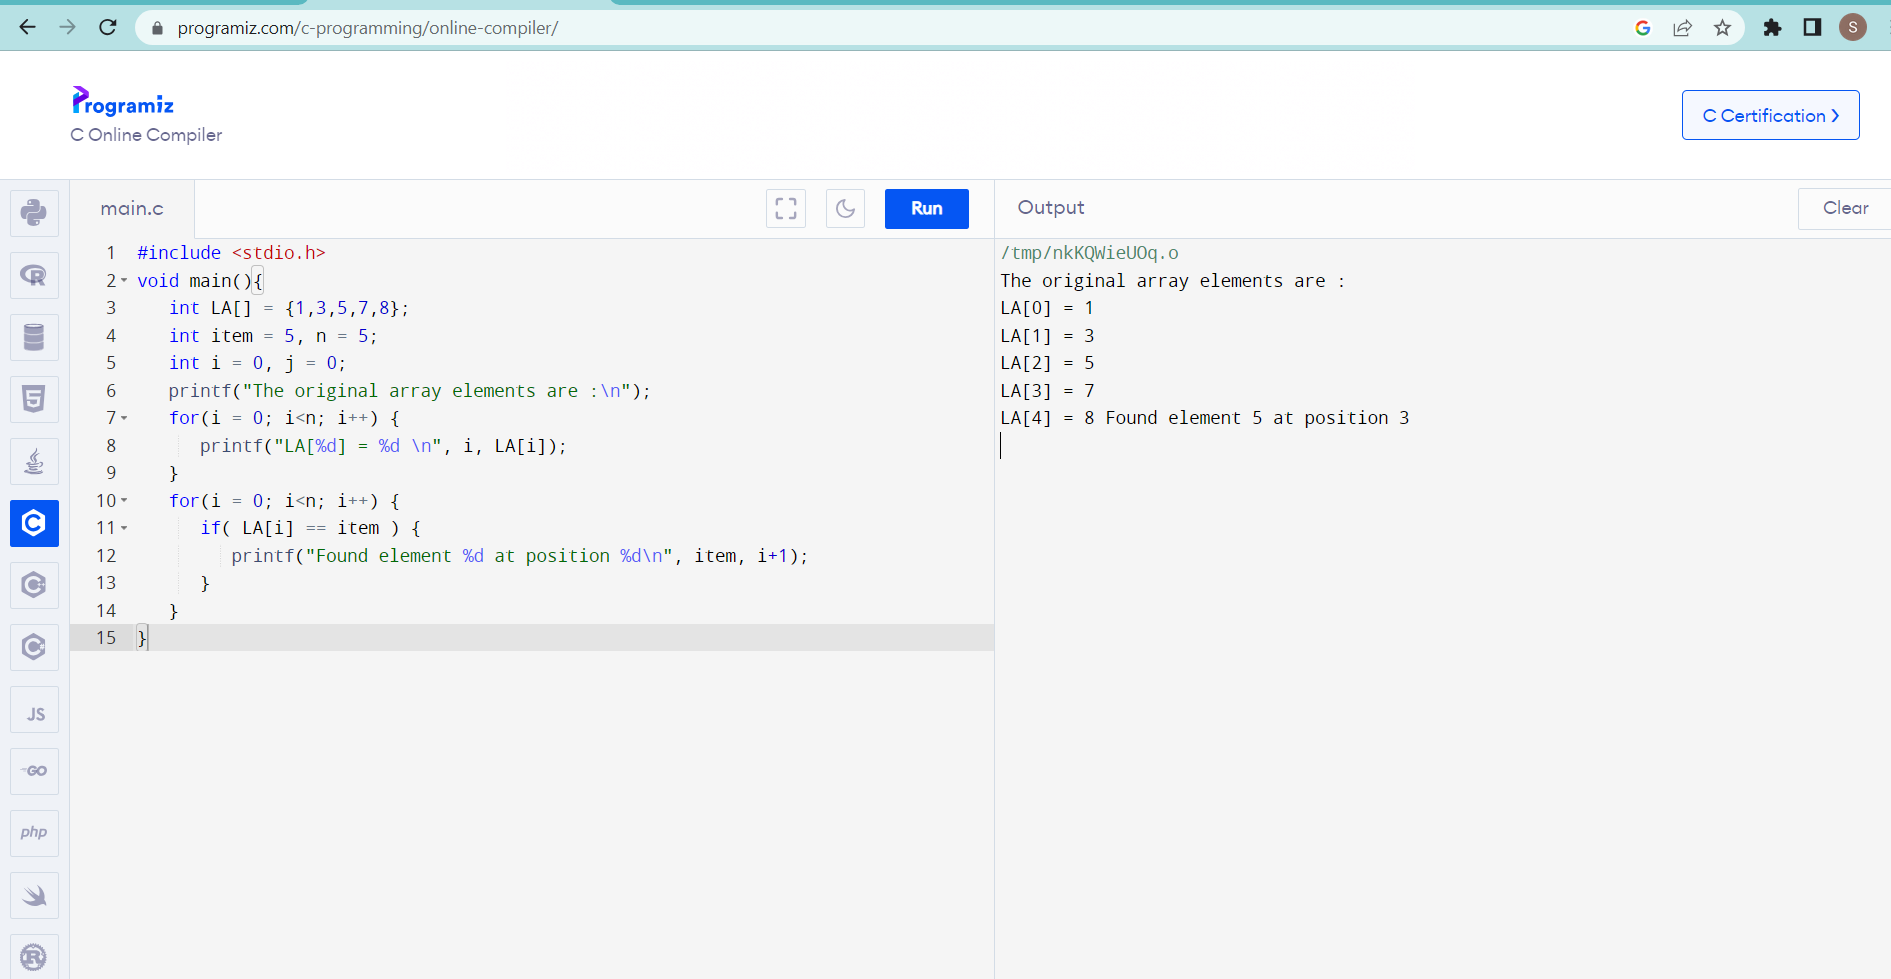 programiz.com/c-programming/online-compiler/
S
Programiz
C Online Compiler
C Certification >
main.c
Run
Output
Clear
1 #include <stdio.h>
2 void main(){
3    int LA[] = {1,3,5,7,8};
4    int item = 5, n = 5;
5    int i = 0, j = 0;
6    printf("The original array elements are :\n");
7    for(i = 0; i<n; i++) {
8       printf("LA[%d] = %d \n", i, LA[i]);
9    }
10    for(i = 0; i<n; i++) {
11       if( LA[i] == item ) {
12          printf("Found element %d at position %d\n", item, i+1);
13       }
14    }
15 }
/tmp/nkKQWieUOq.o
The original array elements are :
LA[0] = 1
LA[1] = 3
LA[2] = 5
LA[3] = 7
LA[4] = 8 Found element 5 at position 3
R
5
C
C
C
JS
GO
php
R